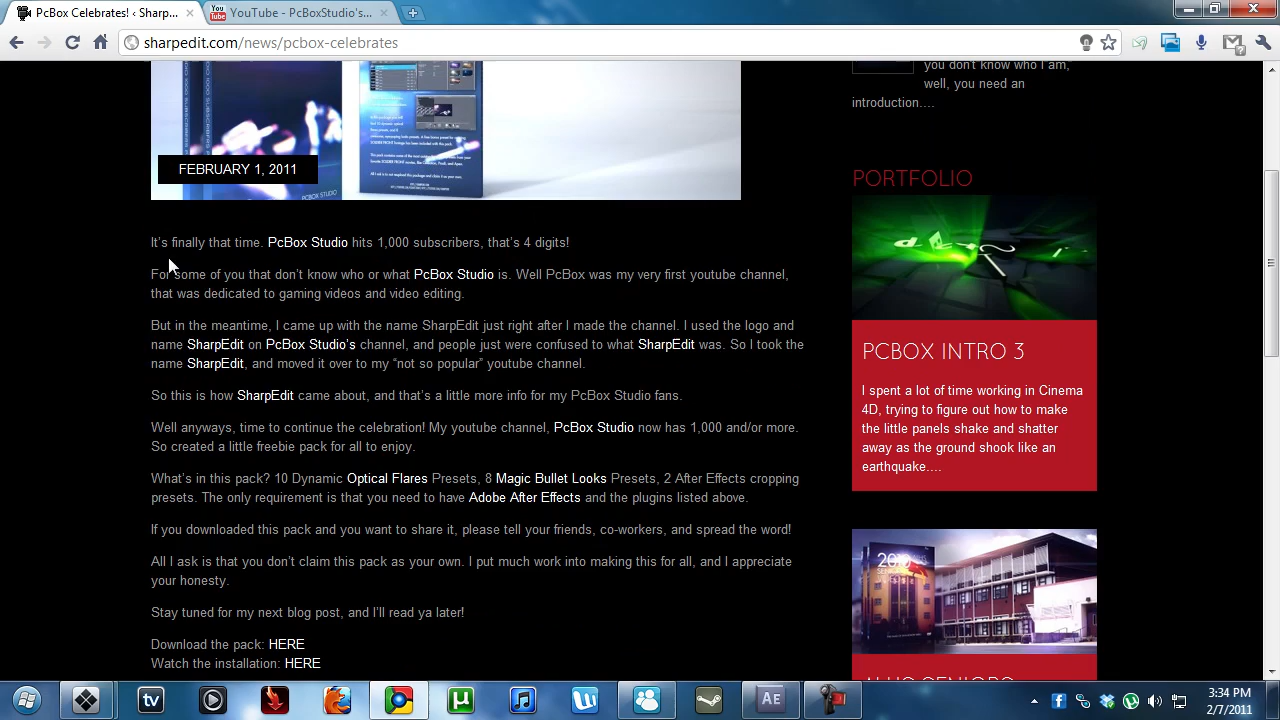 PcBox Celebrates! ‹ Sharp...
YouTube - PcBoxStudio's...
sharpedit.com/news/pcbox-celebrates
you don't know who I am,
well, you need an
introduction....
FEBRUARY 1, 2011
PCBOX STUDIO
PORTFOLIO
It's finally that time. PcBox Studio hits 1,000 subscribers, that's 4 digits!
For some of you that don't know who or what PcBox Studio is. Well PcBox was my very first youtube channel,
that was dedicated to gaming videos and video editing.
But in the meantime, I came up with the name SharpEdit just right after I made the channel. I used the logo and
name SharpEdit on PcBox Studio's channel, and people just were confused to what SharpEdit was. So I took the
name SharpEdit, and moved it over to my “not so popular” youtube channel.
So this is how SharpEdit came about, and that's a little more info for my PcBox Studio fans.
Well anyways, time to continue the celebration! My youtube channel, PcBox Studio now has 1,000 and/or more.
So created a little freebie pack for all to enjoy.
What's in this pack? 10 Dynamic Optical Flares Presets, 8 Magic Bullet Looks Presets, 2 After Effects cropping
presets. The only requirement is that you need to have Adobe After Effects and the plugins listed above.
If you downloaded this pack and you want to share it, please tell your friends, co-workers, and spread the word!
All I ask is that you don't claim this pack as your own. I put much work into making this for all, and I appreciate
your honesty.
Stay tuned for my next blog post, and I'll read ya later!
Download the pack: HERE
Watch the installation: HERE
PCBOX INTRO 3
I spent a lot of time working in Cinema
4D, trying to figure out how to make
the little panels shake and shatter
away as the ground shook like an
earthquake....
3:34 PM
2/7/2011